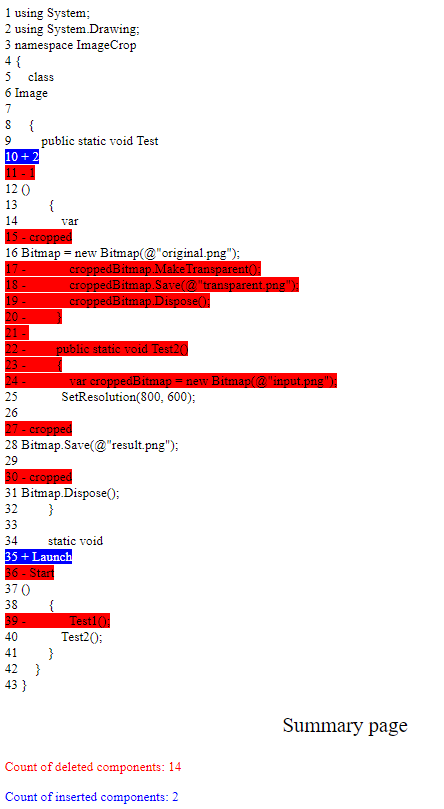 1 using System;
2 using System.Drawing;
3 namespace ImageCrop
4 {
5 class
6 Image
7
8 {
9 public static void Test
10 + 2
11 - 1
12 ()
13 {
14 var
15 - cropped
16 Bitmap = new Bitmap(@"original.png");
17 - croppedBitmap.MakeTransparent();
18 - croppedBitmap.Save(@"transparent.png");
19 - croppedBitmap.Dispose();
20 - }
21 -
22 - public static void Test2()
23 - {
24 - var croppedBitmap = new Bitmap(@"input.png");
25 SetResolution(800, 600);
26
27 - cropped
28 Bitmap.Save(@"result.png");
29
30 - cropped
31 Bitmap.Dispose();
32 }
33
34 static void
35 + Launch
36 - Start
37 ()
38 {
39 - Test1();
40 Test2();
41 }
42 }
43 }
Summary page
Count of deleted components: 14
Count of inserted components: 2